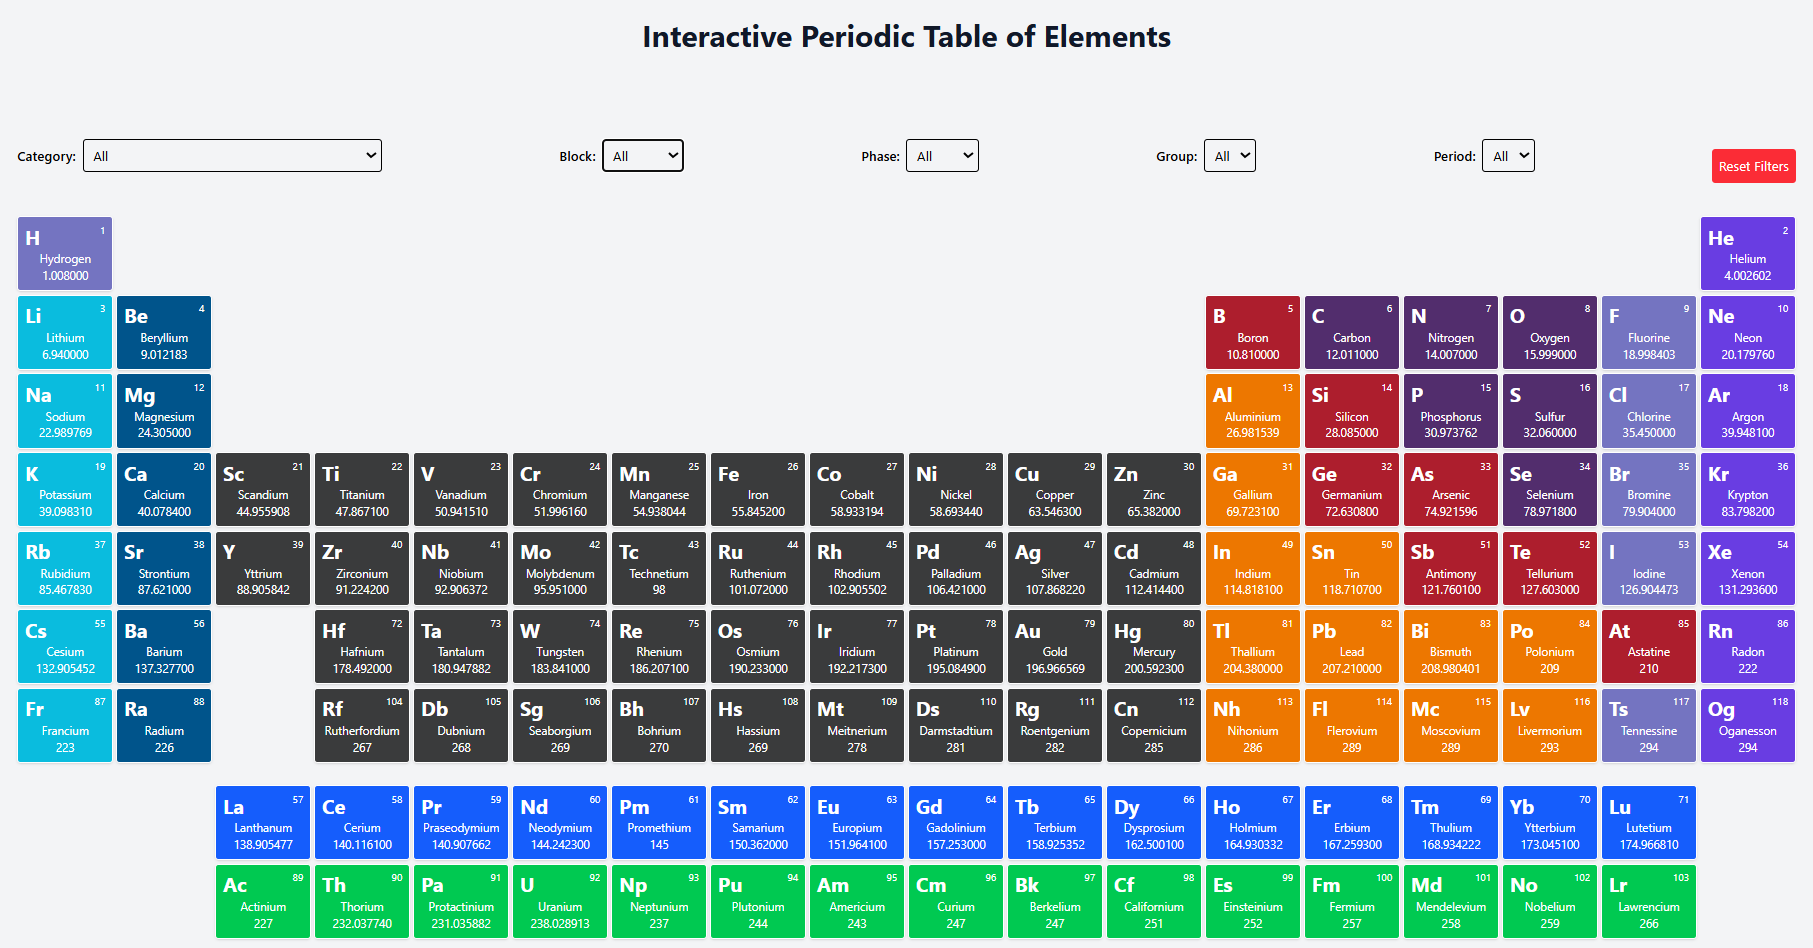 Interactive Periodic Table of Elements
Category: All Block: All Phase: All Group: All Period: All Reset Filters
H 1 He 2
Hydrogen Helium
1.008000 4.002602
Li 3 Be 4 B 5 C 6 N 7 O 8 F 9 Ne 10
Lithium Beryllium Boron Carbon Nitrogen Oxygen Fluorine Neon
6.940000 9.012183 10.810000 12.011000 14.007000 15.999000 18.998403 20.179760
Na 11 Mg 12 Al 13 Si 14 P 15 S 16 Cl 17 Ar 18
Sodium Magnesium Aluminium Silicon Phosphorus Sulfur Chlorine Argon
22.989769 24.305000 26.981539 28.085000 30.973762 32.060000 35.450000 39.948100
K 19 Ca 20 Sc 21 Ti 22 V 23 Cr 24 Mn 25 Fe 26 Co 27 Ni 28 Cu 29 Zn 30 Ga 31 Ge 32 As 33 Se 34 Br 35 Kr 36
Potassium Calcium Scandium Titanium Vanadium Chromium Manganese Iron Cobalt Nickel Copper Zinc Gallium Germanium Arsenic Selenium Bromine Krypton
39.098310 40.078400 44.955908 47.867100 50.941510 51.996160 54.938044 55.845200 58.933194 58.693440 63.546300 65.382000 69.723100 72.630800 74.921596 78.971800 79.904000 83.798200
Rb 37 Sr 38 Y 39 Zr 40 Nb 41 Mo 42 Tc 43 Ru 44 Rh 45 Pd 46 Ag 47 Cd 48 In 49 Sn 50 Sb 51 Te 52 I 53 Xe 54
Rubidium Strontium Yttrium Zirconium Niobium Molybdenum Technetium Ruthenium Rhodium Palladium Silver Cadmium Indium Tin Antimony Tellurium Iodine Xenon
85.467830 87.621000 88.905842 91.224200 92.906372 95.951000 98 101.072000 102.905502 106.421000 107.868220 112.414400 114.818100 118.710700 121.760100 127.603000 126.904473 131.293600
Cs 55 Ba 56 Hf 72 Ta 73 W 74 Re 75 Os 76 Ir 77 Pt 78 Au 79 Hg 80 Tl 81 Pb 82 Bi 83 Po 84 At 85 Rn 86
Cesium Barium Hafnium Tantalum Tungsten Rhenium Osmium Iridium Platinum Gold Mercury Thallium Lead Bismuth Polonium Astatine Radon
132.905452 137.327700 178.492000 180.947882 183.841000 186.207100 190.233000 192.217300 195.084900 196.966569 200.592300 204.380000 207.210000 208.980401 209 210 222
Fr 87 Ra 88 Rf 104 Db 105 Sg 106 Bh 107 Hs 108 Mt 109 Ds 110 Rg 111 Cn 112 Nh 113 Fl 114 Mc 115 Lv 116 Ts 117 Og 118
Francium Radium Rutherfordium Dubnium Seaborgium Bohrium Hassium Meitnerium Darmstadtium Roentgenium Copernicium Nihonium Flerovium Moscovium Livermorium Tennessine Oganesson
223 226 267 268 269 270 269 278 281 282 285 286 289 289 293 294 294
La 57 Ce 58 Pr 59 Nd 60 Pm 61 Sm 62 Eu 63 Gd 64 Tb 65 Dy 66 Ho 67 Er 68 Tm 69 Yb 70 Lu 71
Lanthanum Cerium Praseodymium Neodymium Promethium Samarium Europium Gadolinium Terbium Dysprosium Holmium Erbium Thulium Ytterbium Lutetium
138.905477 140.116100 140.907662 144.242300 145 150.362000 151.964100 157.253000 158.925352 162.500100 164.930332 167.259300 168.934222 173.045100 174.966810
Ac 89 Th 90 Pa 91 U 92 Np 93 Pu 94 Am 95 Cm 96 Bk 97 Cf 98 Es 99 Fm 100 Md 101 No 102 Lr 103
Actinium Thorium Protactinium Uranium Neptunium Plutonium Americium Curium Berkelium Californium Einsteinium Fermium Mendelevium Nobelium Lawrencium
227 232.037740 231.035882 238.028913 237 244 243 247 247 251 252 257 258 259 266